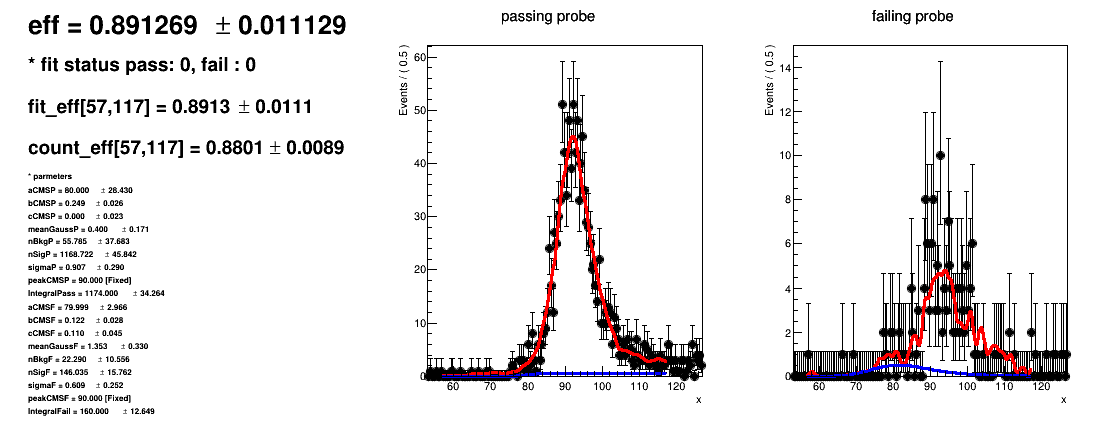 eff = 0.891269 ± 0.011129
* fit status pass: 0, fail : 0
fit_eff[57,117] = 0.8913 ± 0.0111
count_eff[57,117] = 0.8801 ± 0.0089
* parmeters
aCMSP = 80.000 ± 28.430
bCMSP = 0.249 ± 0.026
cCMSP = 0.000 ± 0.023
meanGaussP = 0.400 ± 0.171
nBkgP = 55.785 ± 37.683
nSigP = 1168.722 ± 45.842
sigmaP = 0.907 ± 0.290
peakCMSP = 90.000 [Fixed]
IntegralPass = 1174.000 ± 34.264
aCMSF = 79.999 ± 2.966
bCMSF = 0.122 ± 0.028
cCMSF = 0.110 ± 0.045
meanGaussF = 1.353 ± 0.330
nBkgF = 22.290 ± 10.556
nSigF = 146.035 ± 15.762
sigmaF = 0.609 ± 0.252
peakCMSF = 90.000 [Fixed]
IntegralFail = 160.000 ± 12.649
passing probe
Events / ( 0.5 )
60
50
40
30
20
10
0
60 70 80 90 100 110 120
x
failing probe
Events / ( 0.5 )
14
12
10
8
6
4
2
0
60 70 80 90 100 110 120
x